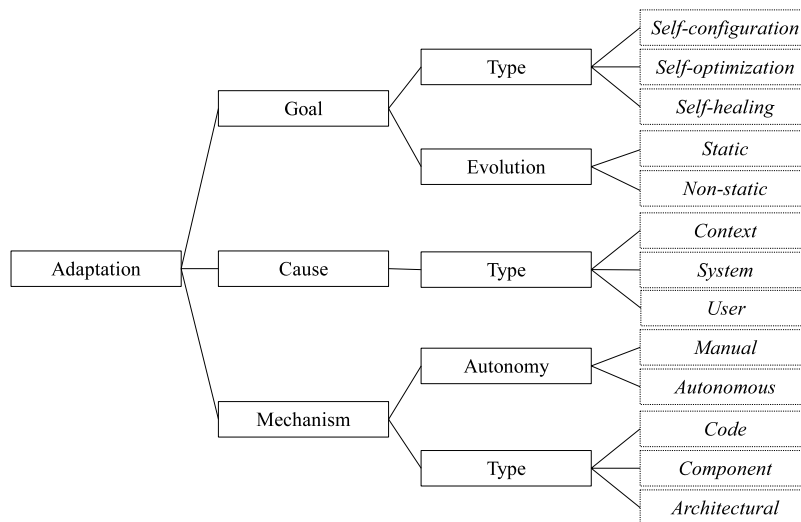 Self-configuration
Type
Self-optimization
Self-healing
Goal
Static
Evolution
Non-static
Context
Adaptation
Cause
Type
System
User
Manual
Autonomy
Autonomous
Mechanism
Code
Type
Component
Architectural